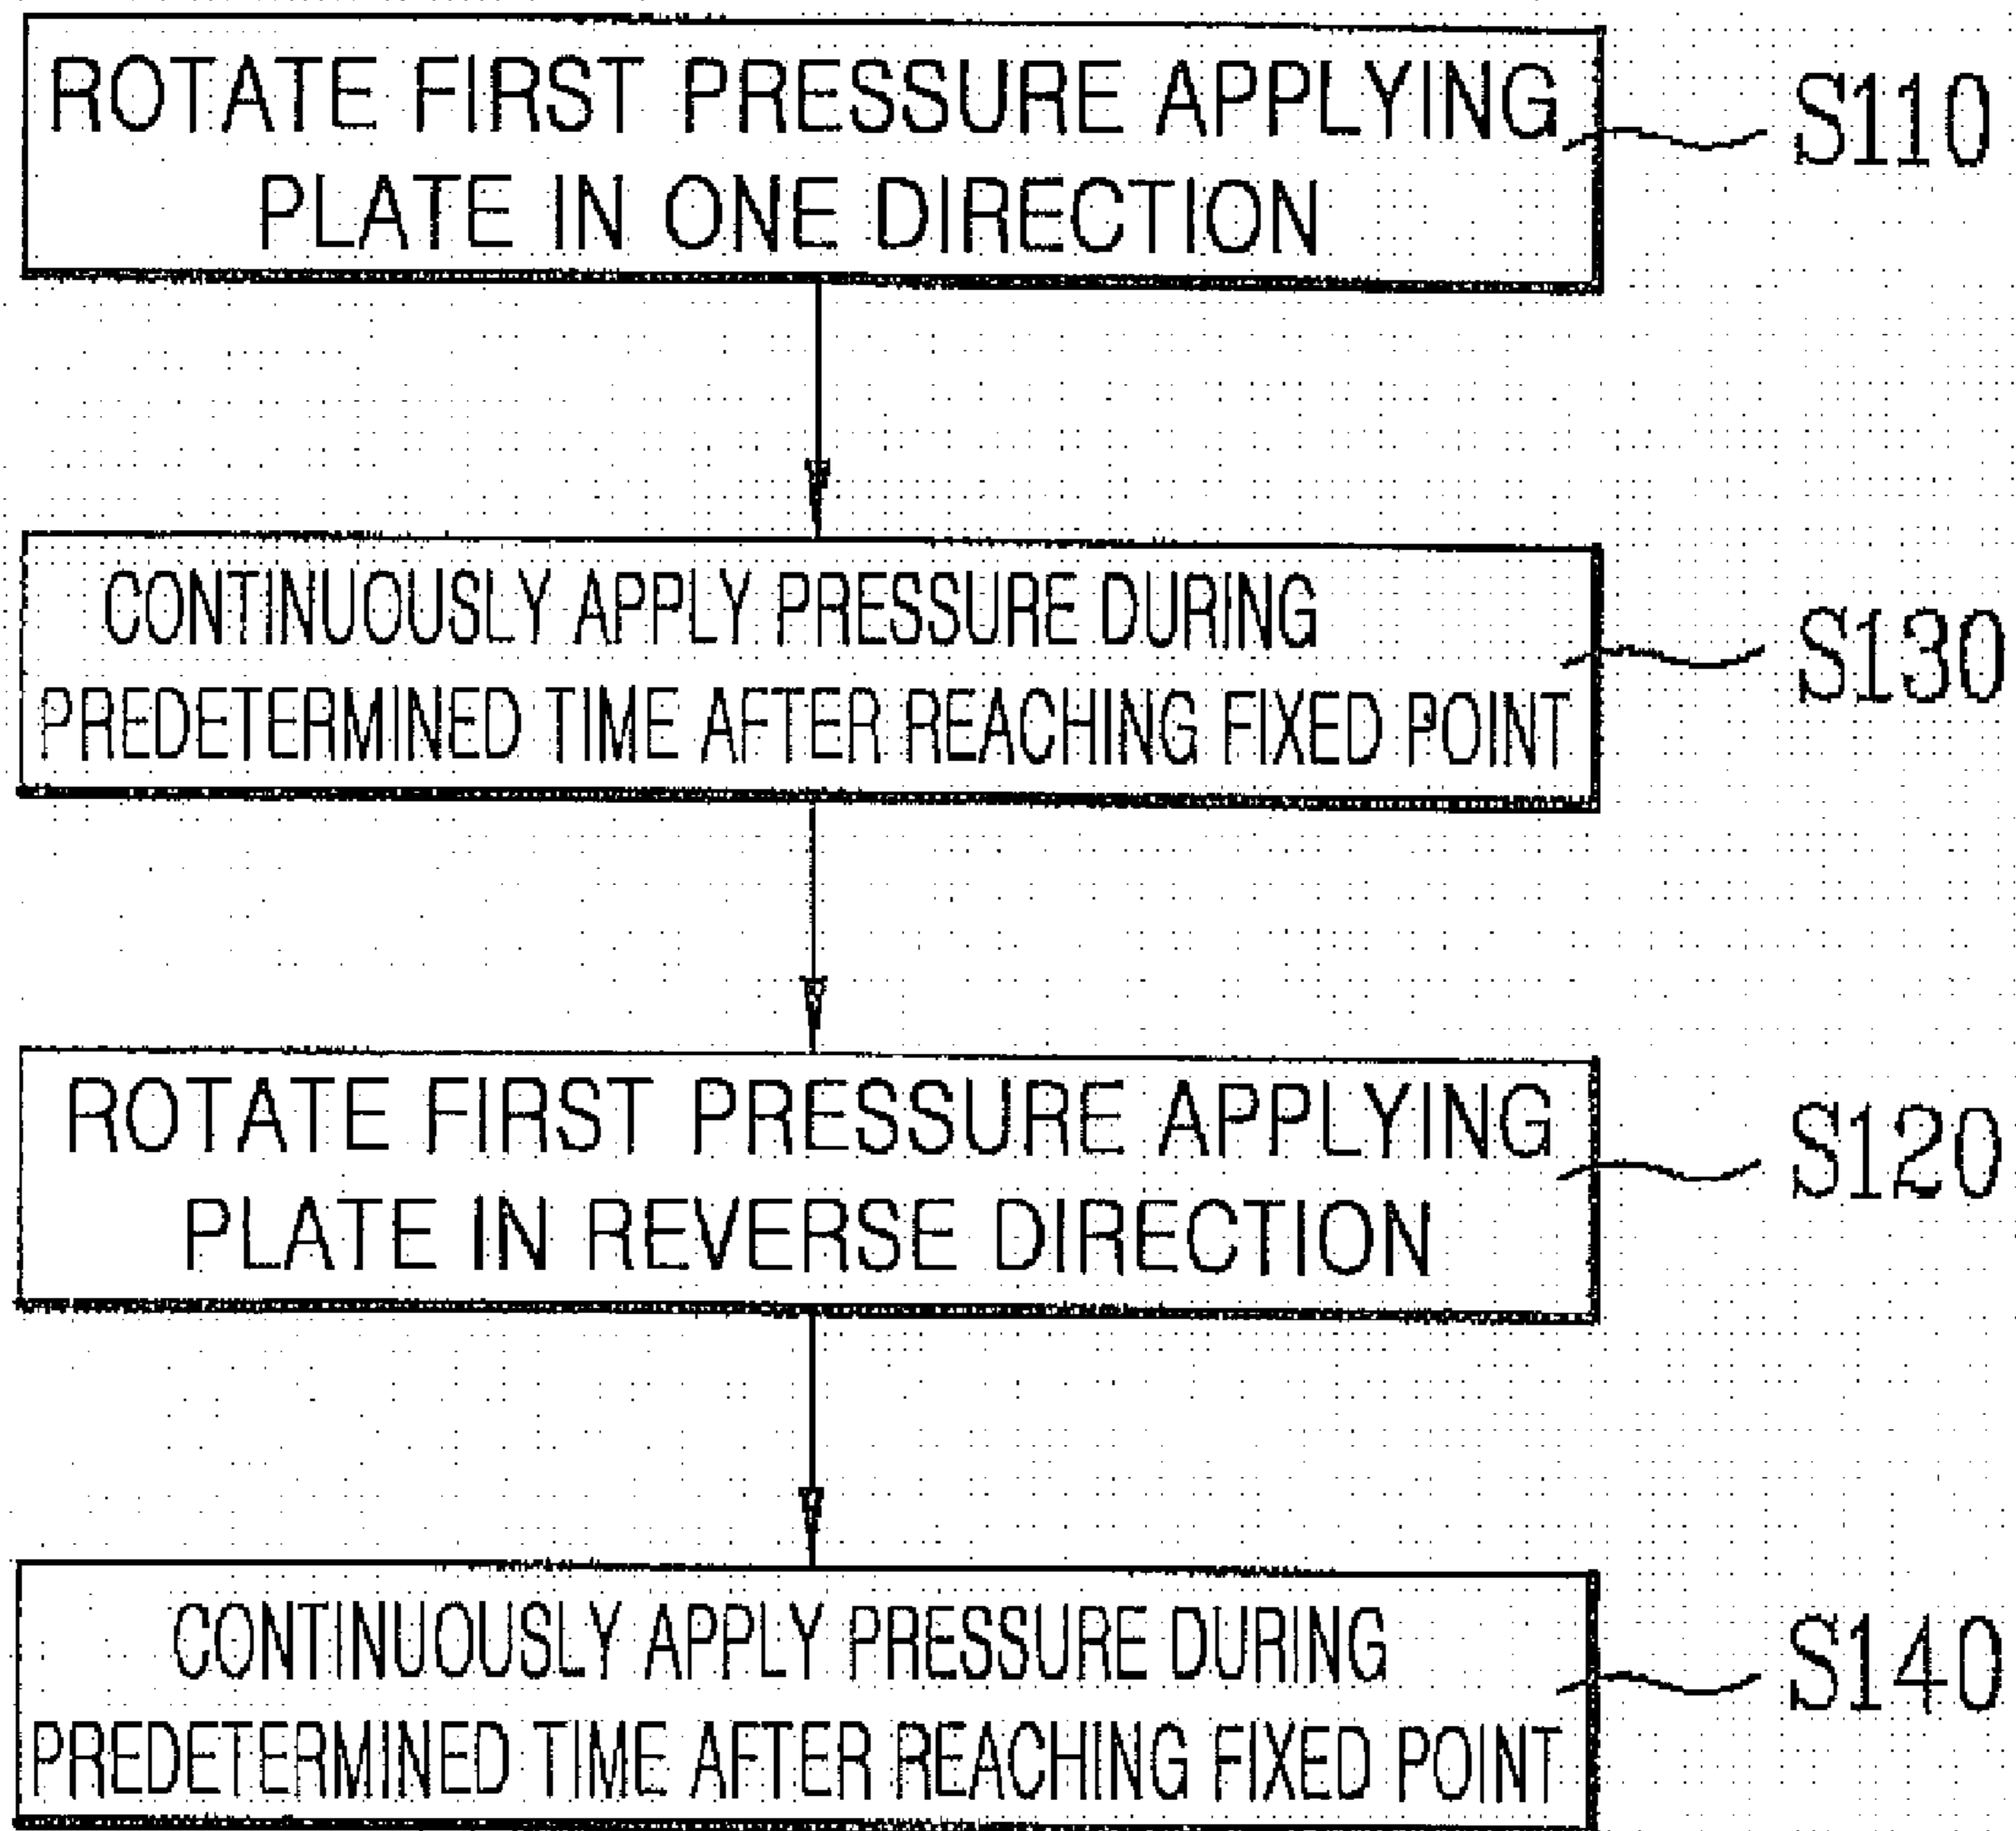 ROTATE FIRST PRESSURE APPLYING
PLATE IN ONE DIRECTION
S110
CONTINUOUSLY APPLY PRESSURE DURING
PREDETERMINED TIME AFTER REACHING FIXED POINT
S130
ROTATE FIRST PRESSURE APPLYING
PLATE IN REVERSE DIRECTION
S120
CONTINUOUSLY APPLY PRESSURE DURING
PREDETERMINED TIME AFTER REACHING FIXED POINT
S140